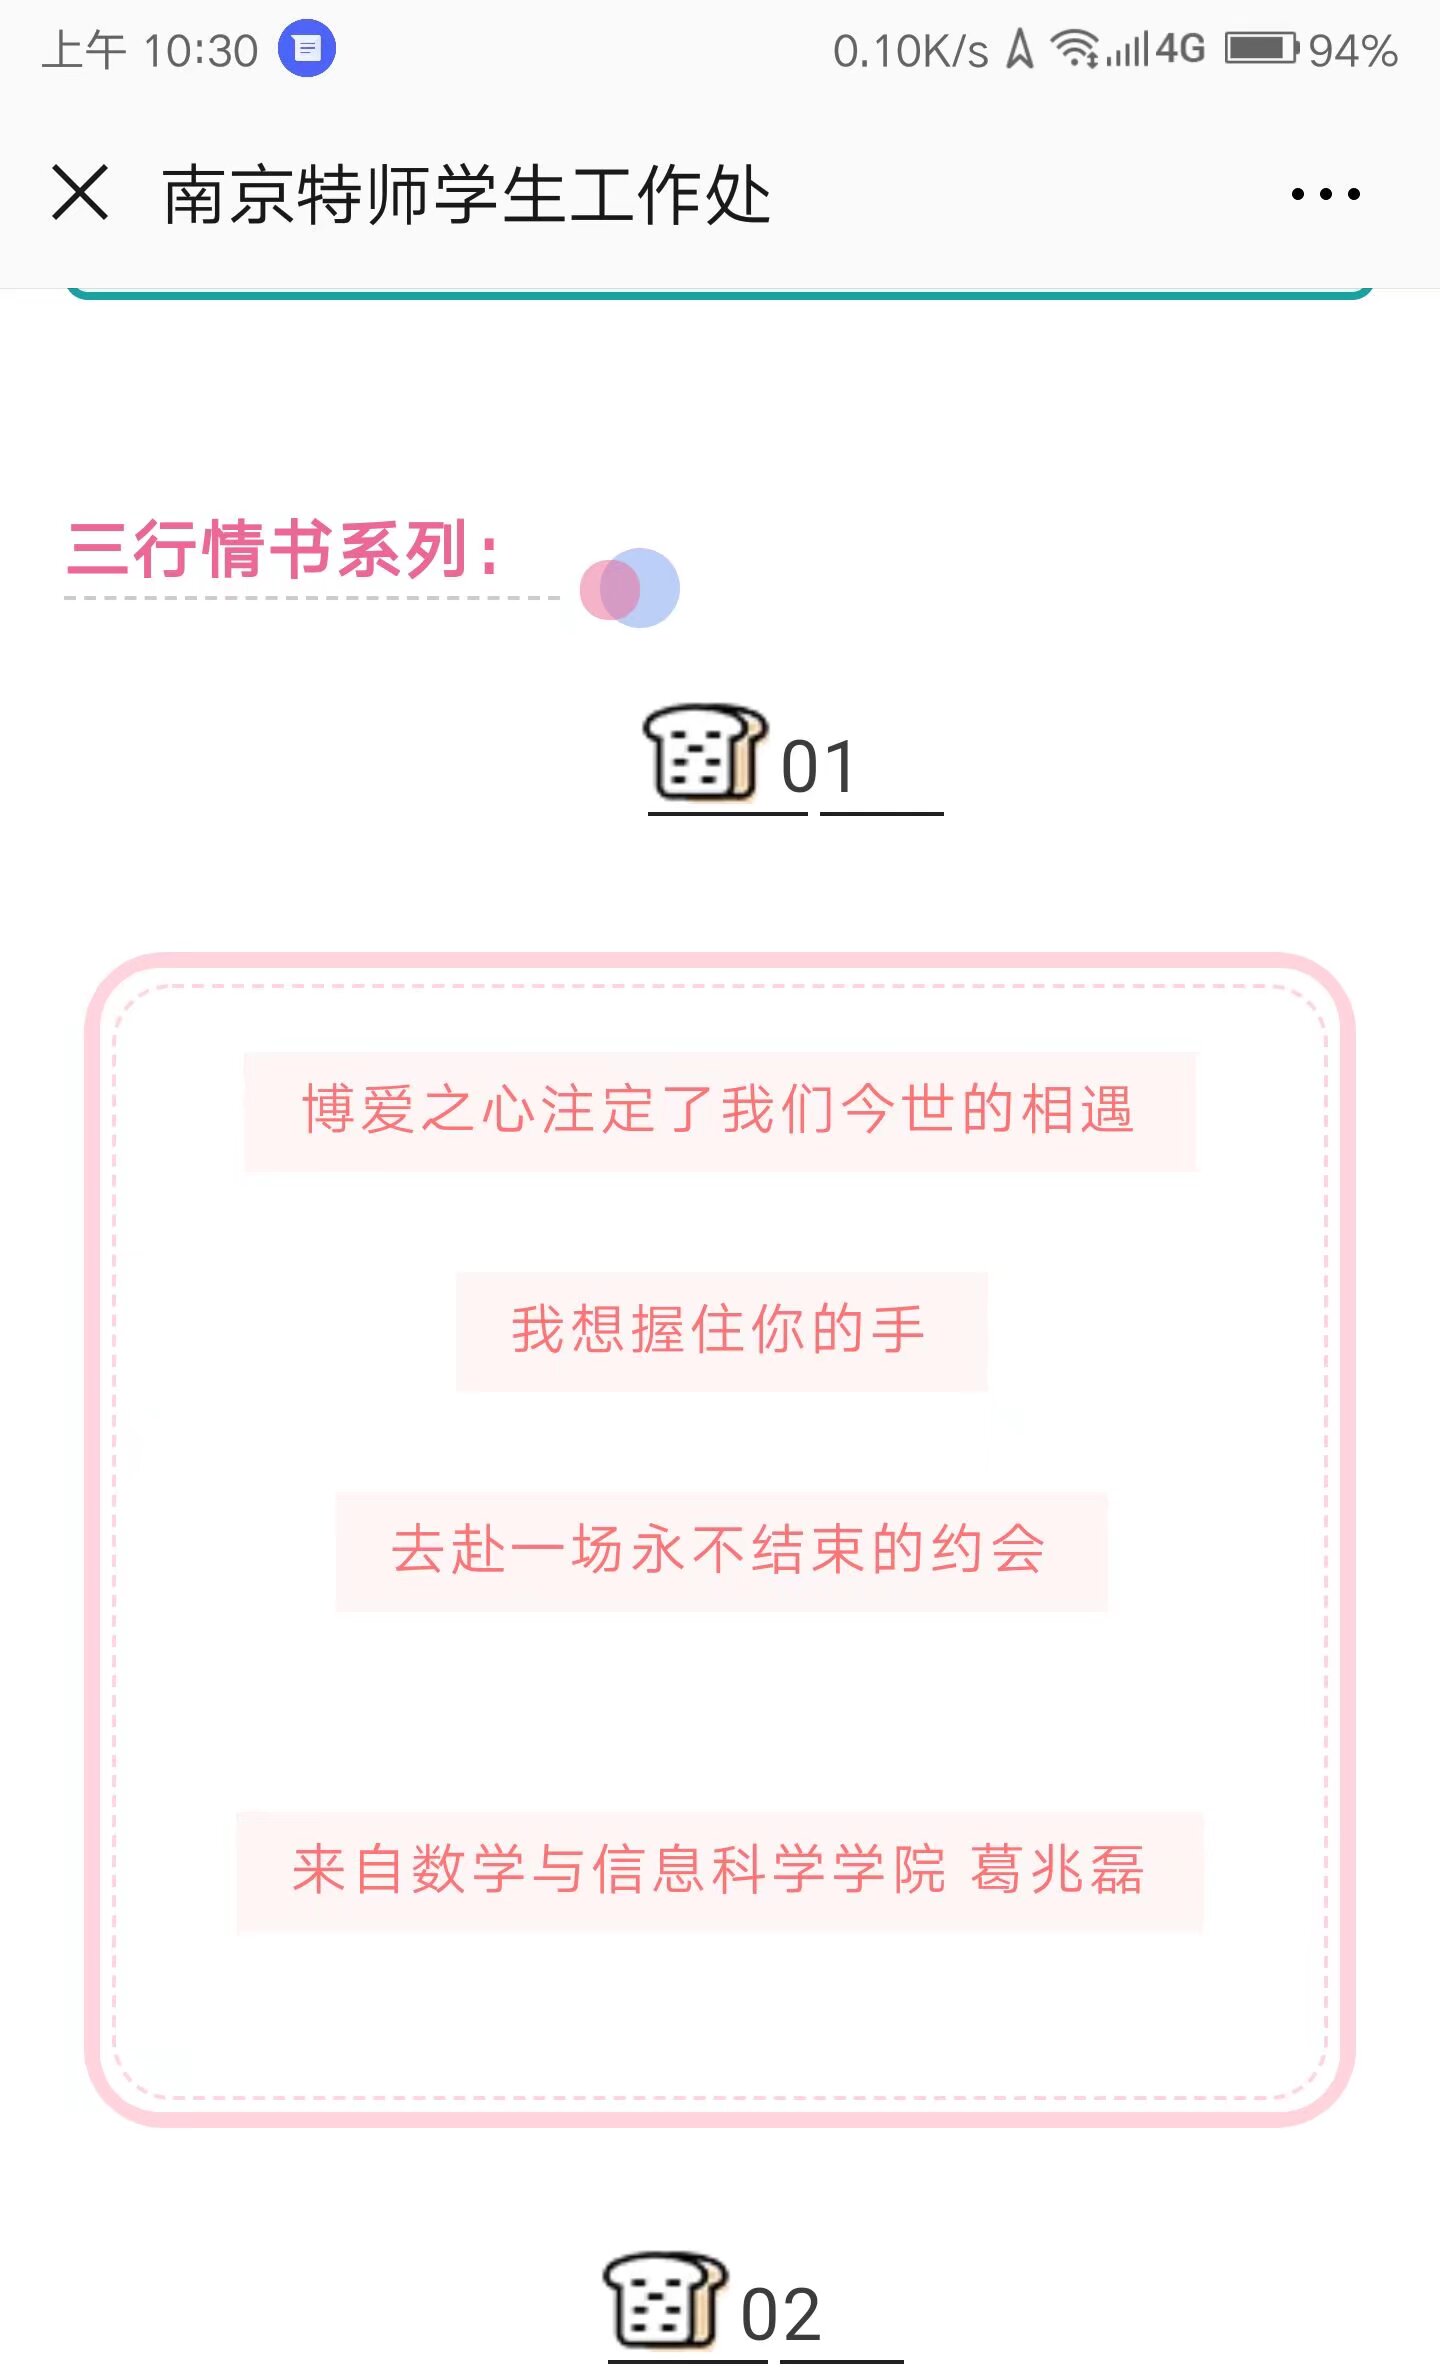 上午 10:30
0.10K/s 4G 94%
南京特师学生工作处
三行情书系列：
01
博爱之心注定了我们今世的相遇
我想握住你的手
去赴一场永不结束的约会
来自数学与信息科学学院 葛兆磊
02